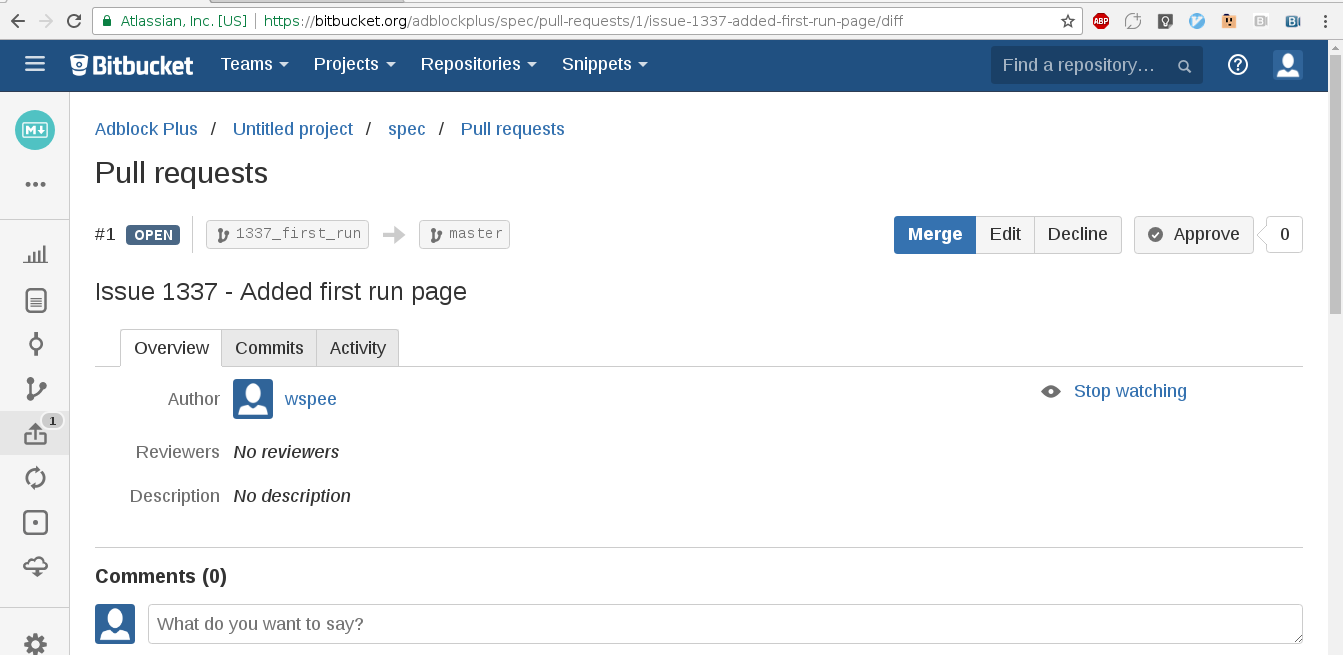 Atlassian, Inc. [US] https://bitbucket.org/adblockplus/spec/pull-requests/1/issue-1337-added-first-run-page/diff ABP
Bitbucket Teams Projects Repositories Snippets Find a repository…
M
Adblock Plus / Untitled project / spec / Pull requests
Pull requests
#1 OPEN 1337_first_run master Merge Edit Decline Approve 0
Issue 1337 - Added first run page
Overview Commits Activity
Author wspee Stop watching
1
Reviewers No reviewers
Description No description
Comments (0)
What do you want to say?